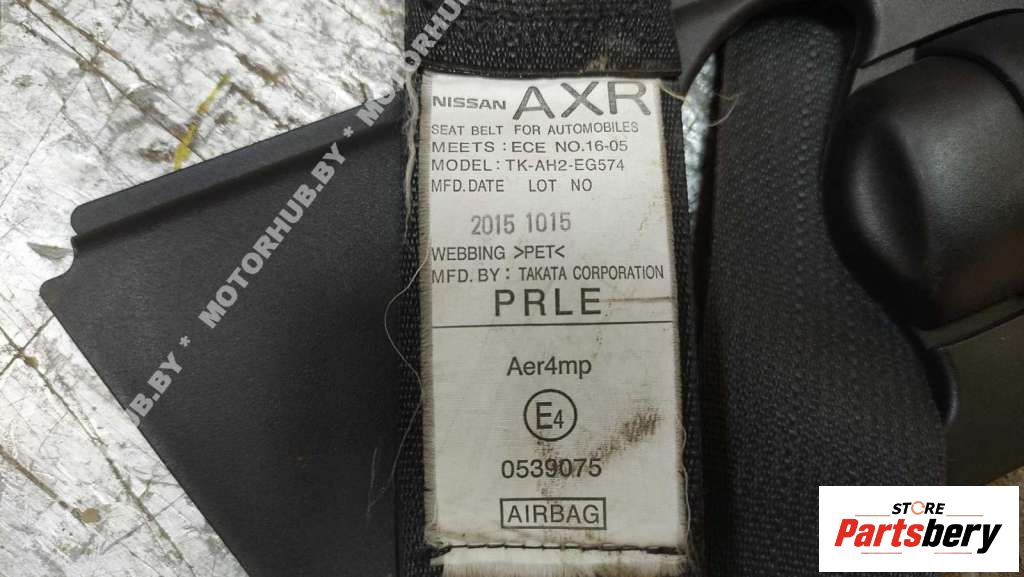 NISSAN AXR
SEAT BELT FOR AUTOMOBILES
MEETS : ECE NO.16-05
MODEL: TK-AH2-EG574
MFD.DATE LOT NO
2015 1015
WEBBING >PET<
MFD.BY : TAKATA CORPORATION
PRLE
Aer4mp
E4
0539075
AIRBAG
MOTORHUB.BY * MOTORHUB.BY * MOTORHUB.BY
STORE
Partsbery